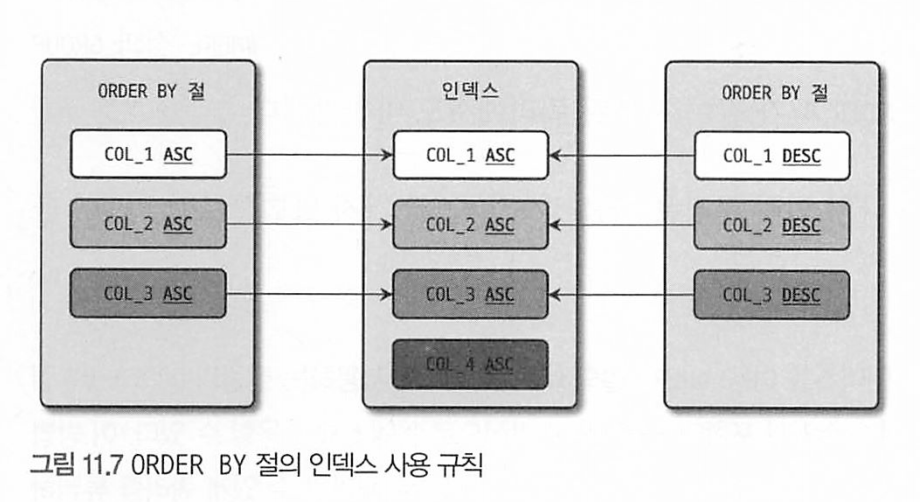 ORDER BY 절
COL_1 ASC
COL_2 ASC
COL_3 ASC
인덱스
COL_1 ASC
COL_2 ASC
COL_3 ASC
COL_4 ASC
ORDER BY 절
COL_1 DESC
COL_2 DESC
COL_3 DESC
그림 11.7 ORDER BY 절의 인덱스 사용 규칙